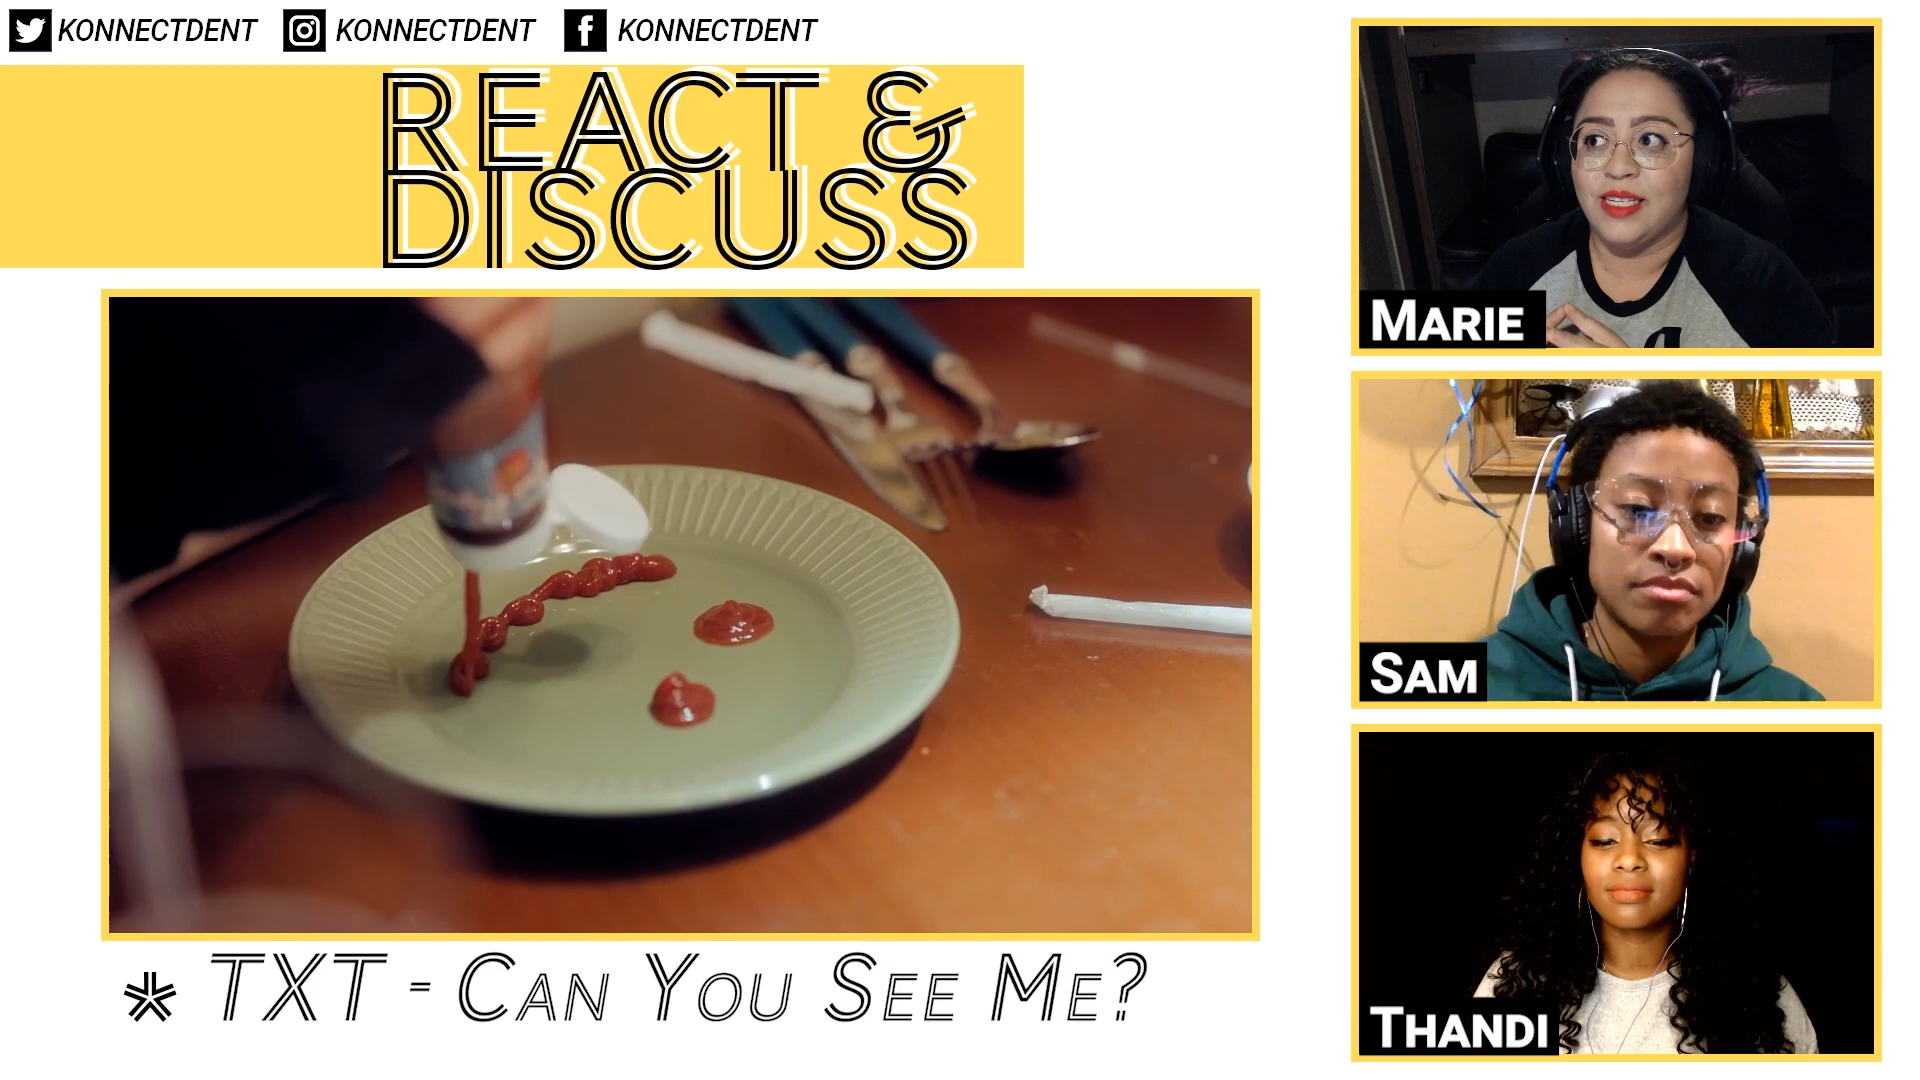 KONNECTDENT KONNECTDENT KONNECTDENT
REACT &
DISCUSS
MARIE
SAM
THANDI
* TXT - CAN YOU SEE ME?